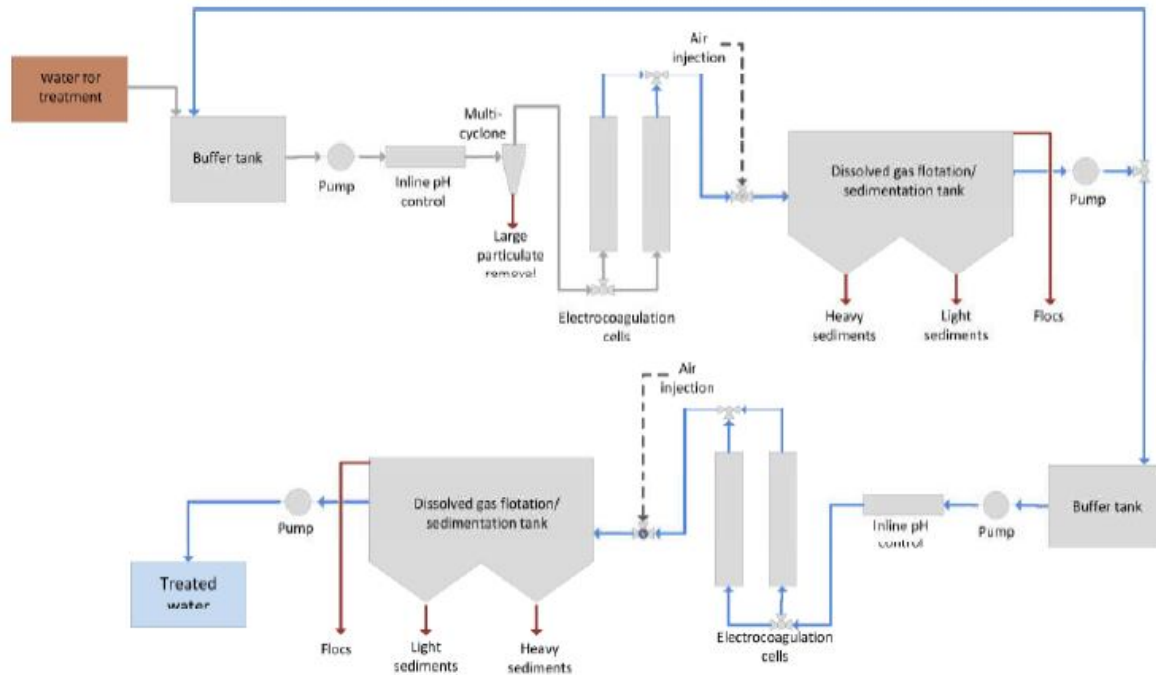 Water for
treatment
Buffer tank
Pump
Inline pH
control
Multi-
cyclone
Large
particulate
removal
Electrocoagulation
cells
Air
injection
Dissolved gas flotation/
sedimentation tank
Heavy
sediments
Light
sediments
Flocs
Pump
Buffer tank
Pump
Inline pH
control
Electrocoagulation
cells
Air
injection
Dissolved gas flotation/
sedimentation tank
Heavy
sediments
Light
sediments
Flocs
Pump
Treated
water